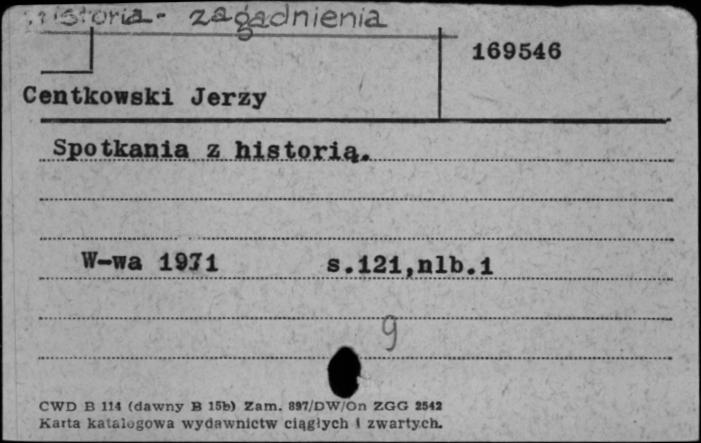 Historia - zagadnienia
169546
Centkowski Jerzy
Spotkania z historią.
W-wa 1971 s.121,nlb.1
9
CWD B 114 (dawny B 15b) Zam. 897/DW/On ZGG 2542
Karta katalogowa wydawnictw ciągłych i zwartych.